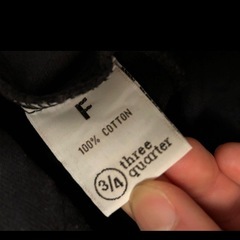 F
100% COTTON
3/4 three
quarter